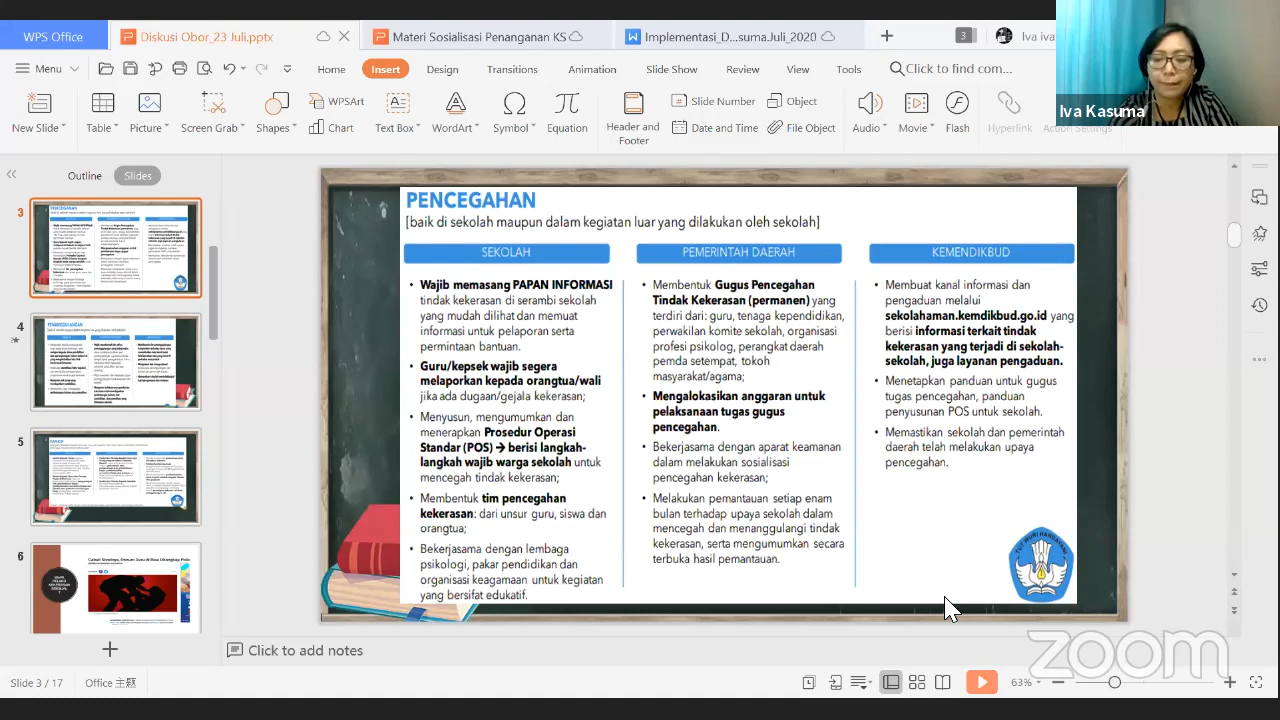 WPS Office
Diskusi Obor_23 Juli.pptx
Materi Sosialisasi Penanganan KS
Implementasi_D...suma.Juli_2020
3
Iva iva
Menu
Home
Insert
Design
Transitions
Animation
Slide Show
Review
View
Tools
Click to find com...
Iva Kasuma
New Slide
Table
Picture
Screen Grab
Shapes
WPSArt
Chart
Text Box
WordArt
Symbol
Equation
Header and
Footer
Slide Number
Date and Time
Object
File Object
Audio
Movie
Flash
Hyperlink
Action Settings
Outline
Slides
3
4
5
6
PENCEGAHAN
[baik di sekolah maupun dalam kegiatan luar yang dilakukan oleh sekolah]
SEKOLAH
Wajib memasang PAPAN INFORMASI
tindak kekerasan di serambi sekolah
yang mudah dilihat dan memuat
informasi untuk pelaporan serta
permintaan bantuan.
• Guru/kepsek wajib segera
melaporkan kepada orangtua/wali
jika ada dugaan/gejala kekerasan;
• Menyusun, mengumumkan dan
menerapkan Prosedur Operasi
Standar (POS) yang berisi langkah-
langkah wajib warga sekolah untuk
mencegah tindak kekerasan;
• Membentuk tim pencegahan
kekerasan: dari unsur guru, siswa dan
orangtua;
• Bekerjasama dengan lembaga
psikologi, pakar pendidikan dan
organisasi keagamaan untuk kegiatan
yang bersifat edukatif.
PEMERINTAH DAERAH
• Membentuk Gugus Pencegahan
Tindak Kekerasan (permanen) yang
terdiri dari: guru, tenaga kependidikan,
perwakilan komite sekolah, organisasi
profesi psikolog, perangkat daerah
pemda setempat, tokoh
masyarakat/agama;
• Mengalokasikan anggaran untuk
pelaksanaan tugas gugus
pencegahan.
• Bekerjasama dengan aparat keamanan
dalam melakukan sosialisasi
pencegahan kekerasan;
• Melakukan pemantauan setiap enam
bulan terhadap upaya sekolah dalam
mencegah dan menanggulangi tindak
kekerasan, serta mengumumkan secara
terbuka hasil pemantauan.
KEMENDIKBUD
• Membuat kanal informasi dan
pengaduan melalui
sekolahaman.kemdikbud.go.id yang
berisi informasi terkait tindak
kekerasan yang terjadi di sekolah-
sekolah, juga layanan pengaduan.
• Menetapkan panduan untuk gugus
tugas pencegahan, panduan
penyusunan POS untuk sekolah.
• Memastikan sekolah dan pemerintah
daerah telah melakukan upaya
pencegahan.
TUT WURI HANDAYANI
Click to add notes
zoom
Slide 3 / 17
Office 主题
63%